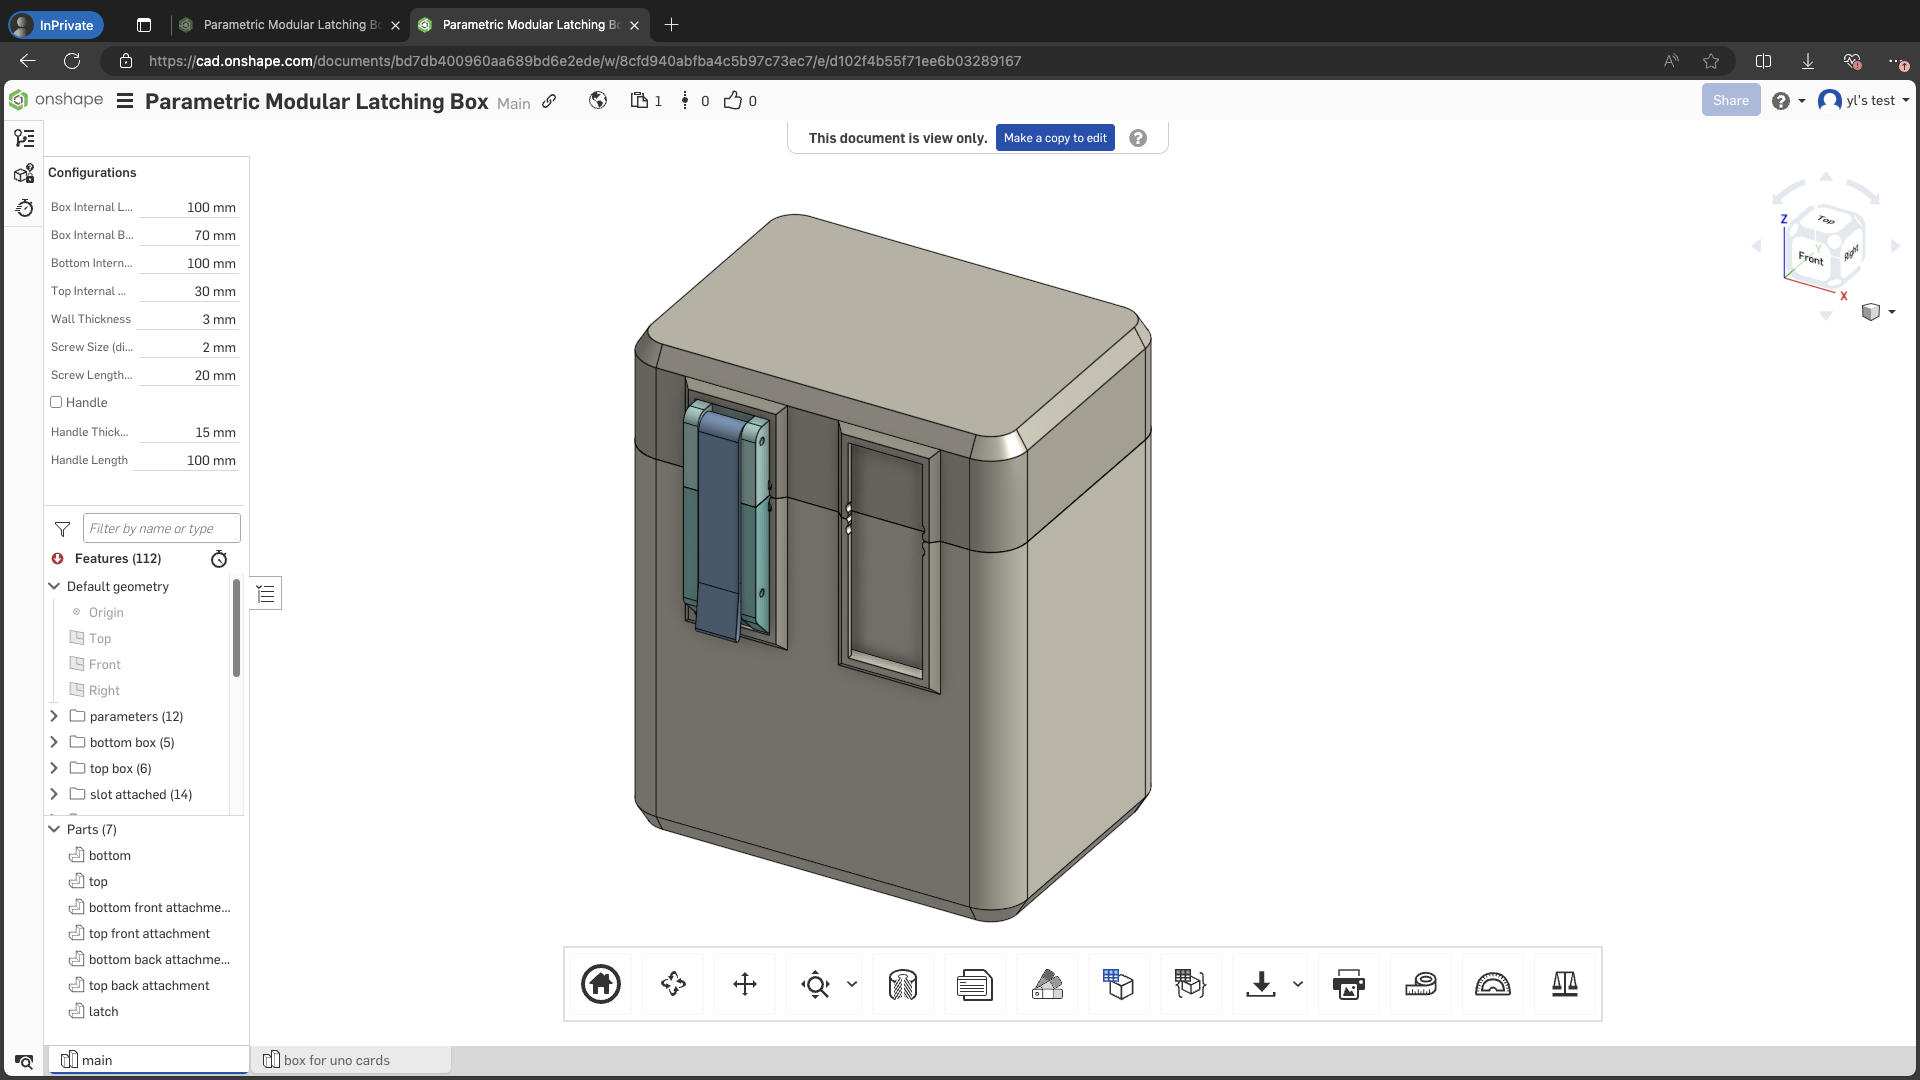 InPrivate
Parametric Modular Latching B
Parametric Modular Latching B
https://cad.onshape.com/documents/bd7db400960aa689bd6e2ede/w/8cfd940abfba4c5b97c73ec7/e/d102f4b55f71ee6b03289167
onshape
Parametric Modular Latching Box Main
1 0 0
Share
yl's test
This document is view only. Make a copy to edit
Configurations
Box Internal L... 100 mm
Box Internal B... 70 mm
Bottom Intern... 100 mm
Top Internal ... 30 mm
Wall Thickness 3 mm
Screw Size (di... 2 mm
Screw Length... 20 mm
Handle
Handle Thick... 15 mm
Handle Length 100 mm
Filter by name or type
Features (112)
Default geometry
Origin
Top
Front
Right
parameters (12)
bottom box (5)
top box (6)
slot attached (14)
Parts (7)
bottom
top
bottom front attachme...
top front attachment
bottom back attachme...
top back attachment
latch
Z
Top
Y
Front
Right
X
main
box for uno cards